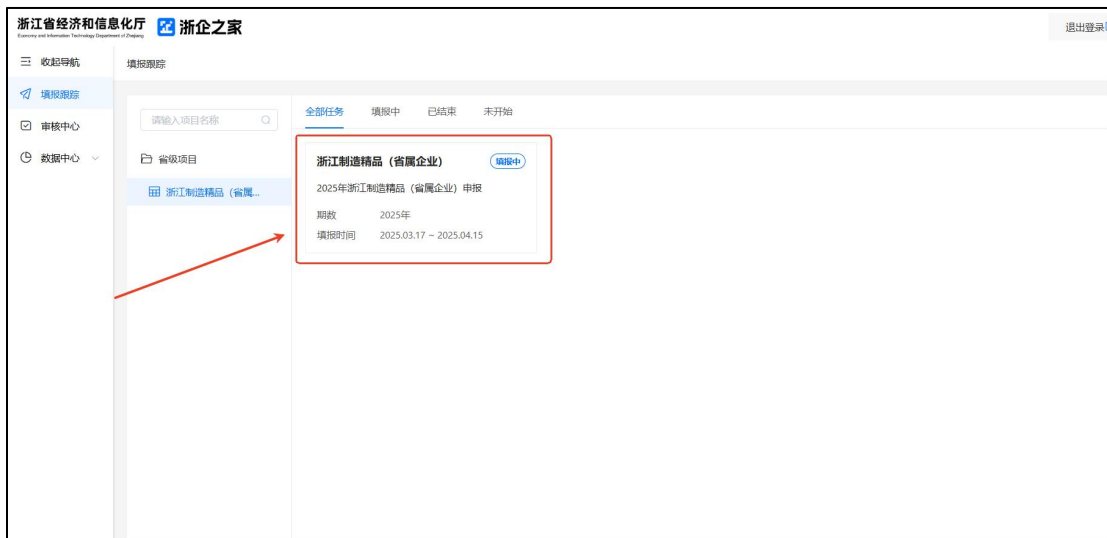 浙江省经济和信息化厅 浙企之家
Economy and Information Technology Department of Zhejiang
退出登录
收起导航
填报跟踪
填报跟踪
审核中心
数据中心
请输入项目名称
省级项目
浙江制造精品（省属...
全部任务 填报中 已结束 未开始
浙江制造精品（省属企业） 填报中
2025年浙江制造精品（省属企业）申报
期数 2025年
填报时间 2025.03.17 ~ 2025.04.15